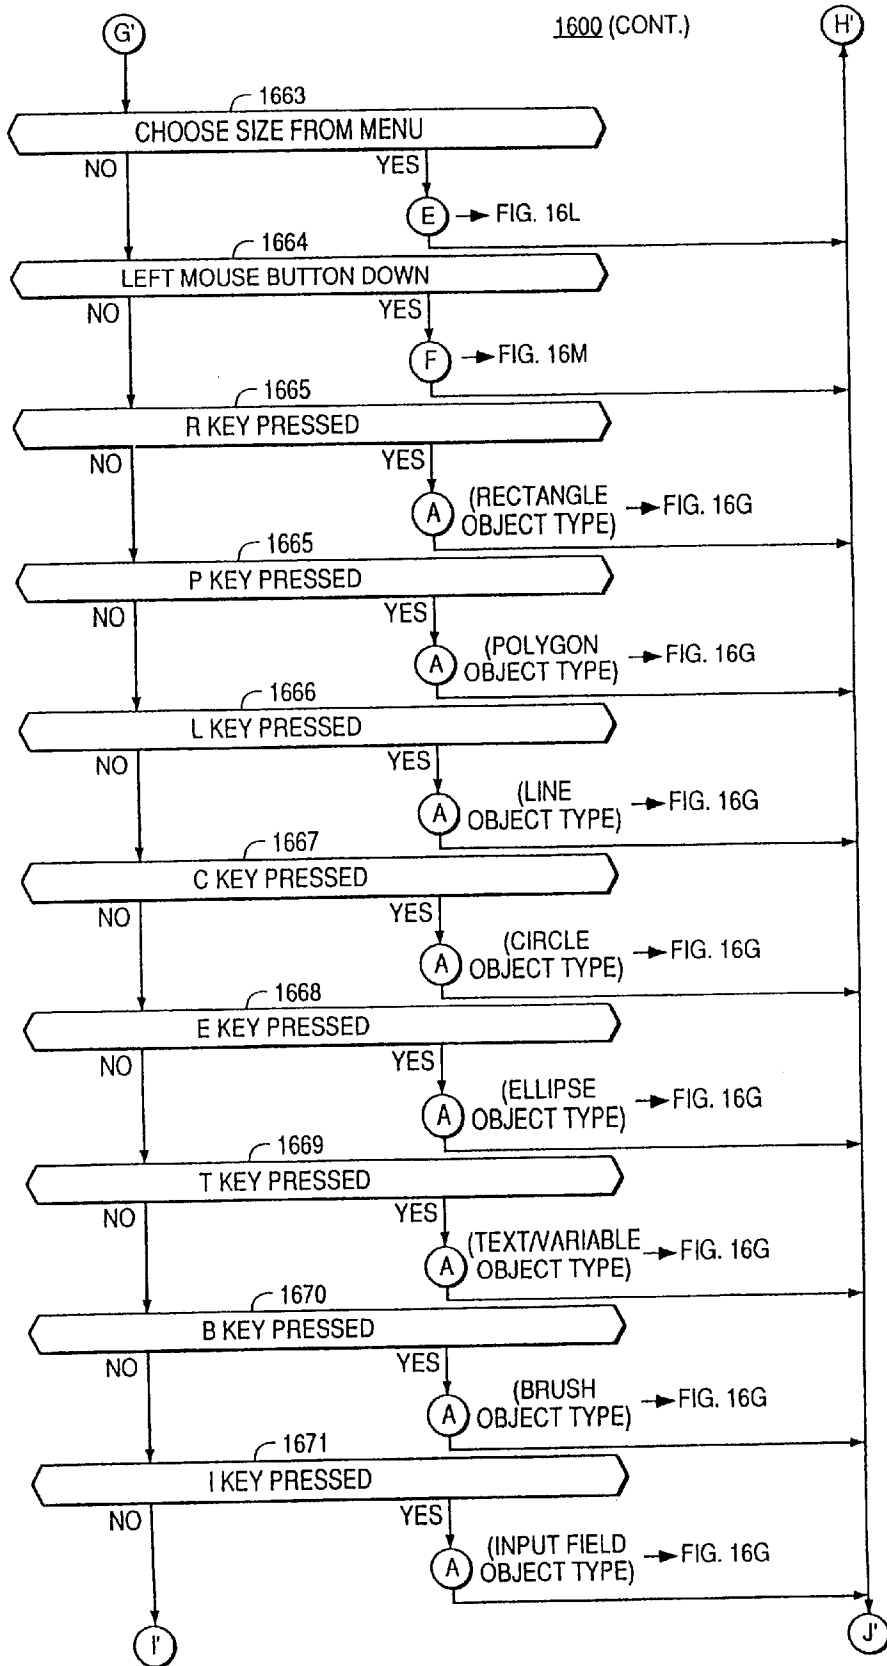 G'
1600 (CONT.)
H'
1663
CHOOSE SIZE FROM MENU
NO
YES
E
FIG. 16L
1664
LEFT MOUSE BUTTON DOWN
NO
YES
F
FIG. 16M
1665
R KEY PRESSED
NO
YES
A
(RECTANGLE
OBJECT TYPE)
FIG. 16G
1665
P KEY PRESSED
NO
YES
A
(POLYGON
OBJECT TYPE)
FIG. 16G
1666
L KEY PRESSED
NO
YES
A
(LINE
OBJECT TYPE)
FIG. 16G
1667
C KEY PRESSED
NO
YES
A
(CIRCLE
OBJECT TYPE)
FIG. 16G
1668
E KEY PRESSED
NO
YES
A
(ELLIPSE
OBJECT TYPE)
FIG. 16G
1669
T KEY PRESSED
NO
YES
A
(TEXT/VARIABLE
OBJECT TYPE)
FIG. 16G
1670
B KEY PRESSED
NO
YES
A
(BRUSH
OBJECT TYPE)
FIG. 16G
1671
I KEY PRESSED
NO
YES
A
(INPUT FIELD
OBJECT TYPE)
FIG. 16G
I'
J'